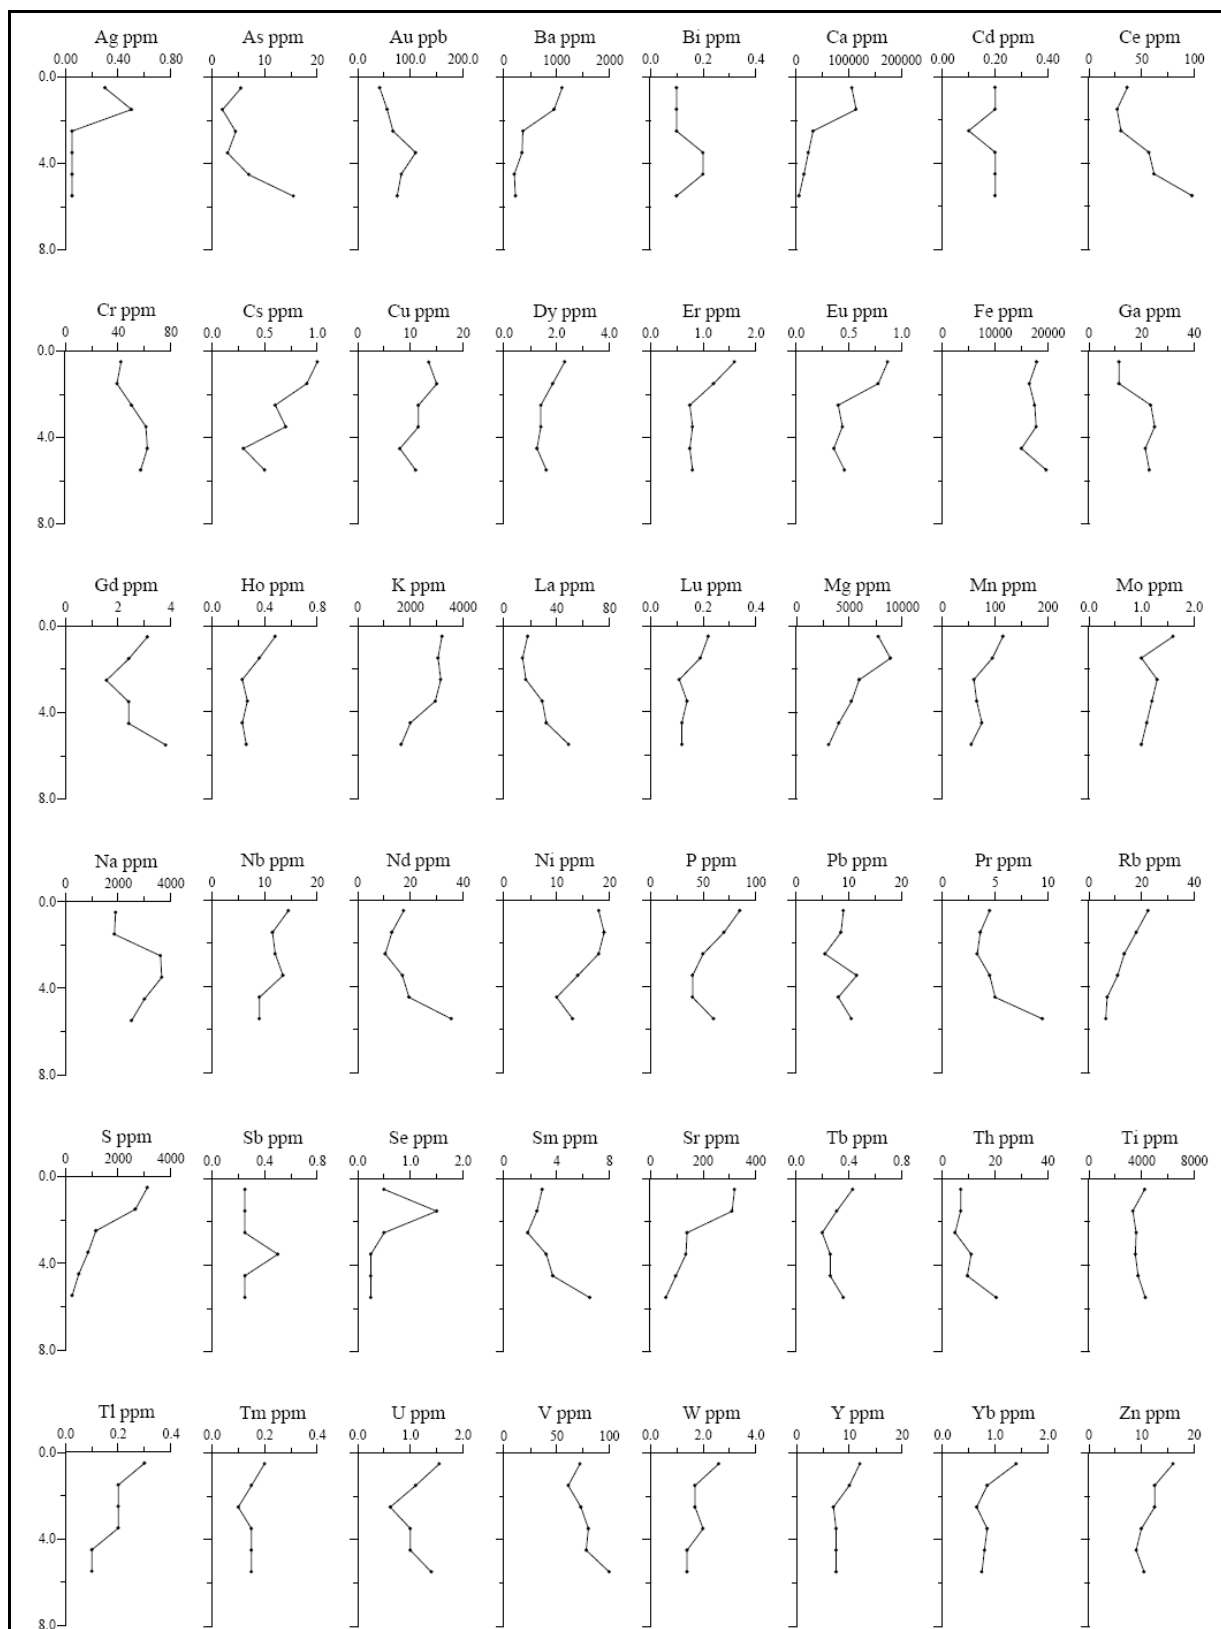 Ag ppm As ppm Au ppb Ba ppm Bi ppm Ca ppm Cd ppm Ce ppm
0.00 0.40 0.80 0 10 20 0.0 100.0 200.0 0 1000 2000 0.0 0.2 0.4 0 100000 200000 0.00 0.20 0.40 0 50 100
0.0
4.0
8.0
Cr ppm Cs ppm Cu ppm Dy ppm Er ppm Eu ppm Fe ppm Ga ppm
0 40 80 0.0 0.5 1.0 0 10 20 0.0 2.0 4.0 0.0 1.0 2.0 0.0 0.5 1.0 0 10000 20000 0 20 40
0.0
4.0
8.0
Gd ppm Ho ppm K ppm La ppm Lu ppm Mg ppm Mn ppm Mo ppm
0 2 4 0.0 0.4 0.8 0 2000 4000 0 40 80 0.0 0.2 0.4 0 5000 10000 0 100 200 0.0 1.0 2.0
0.0
4.0
8.0
Na ppm Nb ppm Nd ppm Ni ppm P ppm Pb ppm Pr ppm Rb ppm
0 2000 4000 0 10 20 0 20 40 0 10 20 0 50 100 0 10 20 0 5 10 0 20 40
0.0
4.0
8.0
S ppm Sb ppm Se ppm Sm ppm Sr ppm Tb ppm Th ppm Ti ppm
0 2000 4000 0.0 0.4 0.8 0.0 1.0 2.0 0 4 8 0 200 400 0.0 0.4 0.8 0 20 40 0 4000 8000
0.0
4.0
8.0
Tl ppm Tm ppm U ppm V ppm W ppm Y ppm Yb ppm Zn ppm
0.0 0.2 0.4 0.0 0.2 0.4 0.0 1.0 2.0 0 50 100 0.0 2.0 4.0 0 10 20 0.0 1.0 2.0 0 10 20
0.0
4.0
8.0